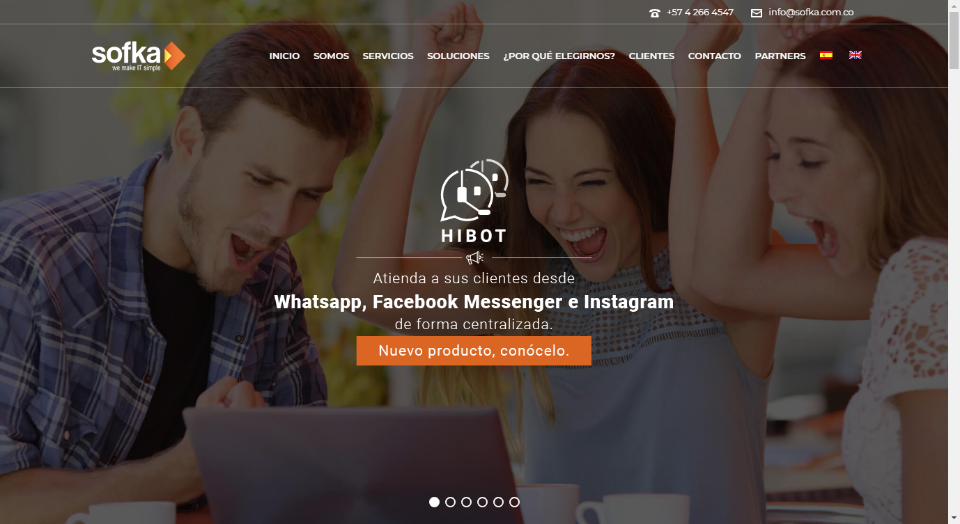 +57 4 266 4547 info@sofka.com.co
sofka
we make IT simple
INICIO SOMOS SERVICIOS SOLUCIONES ¿POR QUÉ ELEGIRNOS? CLIENTES CONTACTO PARTNERS
HIBOT
Atienda a sus clientes desde
Whatsapp, Facebook Messenger e Instagram
de forma centralizada.
Nuevo producto, conócelo.